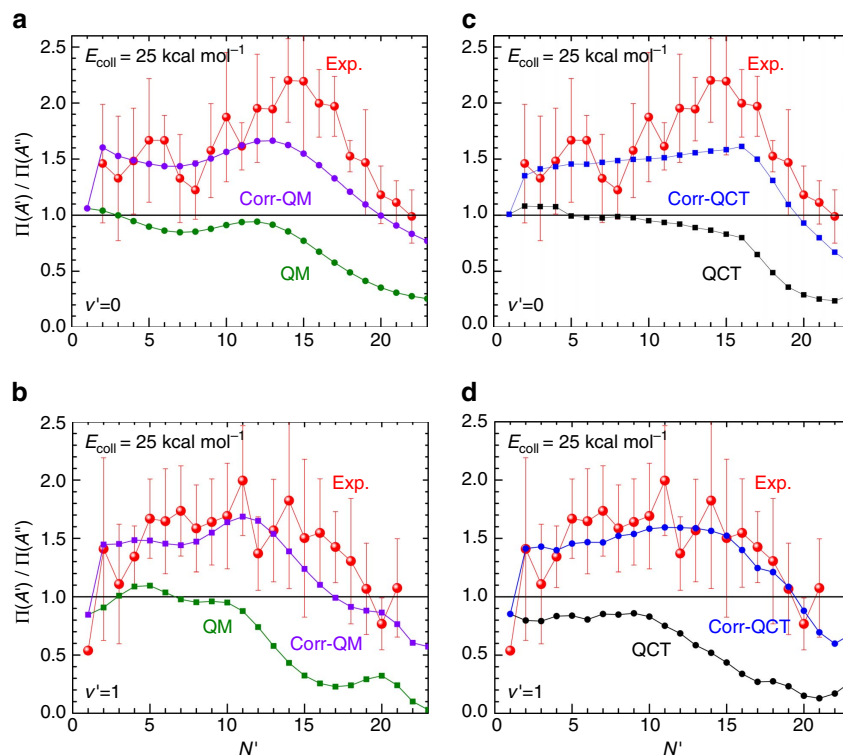 a
E_coll = 25 kcal mol⁻¹
Exp.
Corr-QM
QM
v'=0
Π(A') / Π(A'')
2.5
2.0
1.5
1.0
0.5
0.0
5
10
15
20
c
E_coll = 25 kcal mol⁻¹
Exp.
Corr-QCT
QCT
v'=0
2.5
2.0
1.5
1.0
0.5
0.0
5
10
15
20
b
E_coll = 25 kcal mol⁻¹
Exp.
QM
Corr-QM
v'=1
Π(A') / Π(A'')
2.5
2.0
1.5
1.0
0.5
0.0
0
5
10
15
20
N'
d
E_coll = 25 kcal mol⁻¹
Exp.
Corr-QCT
QCT
v'=1
2.5
2.0
1.5
1.0
0.5
0.0
0
5
10
15
20
N'